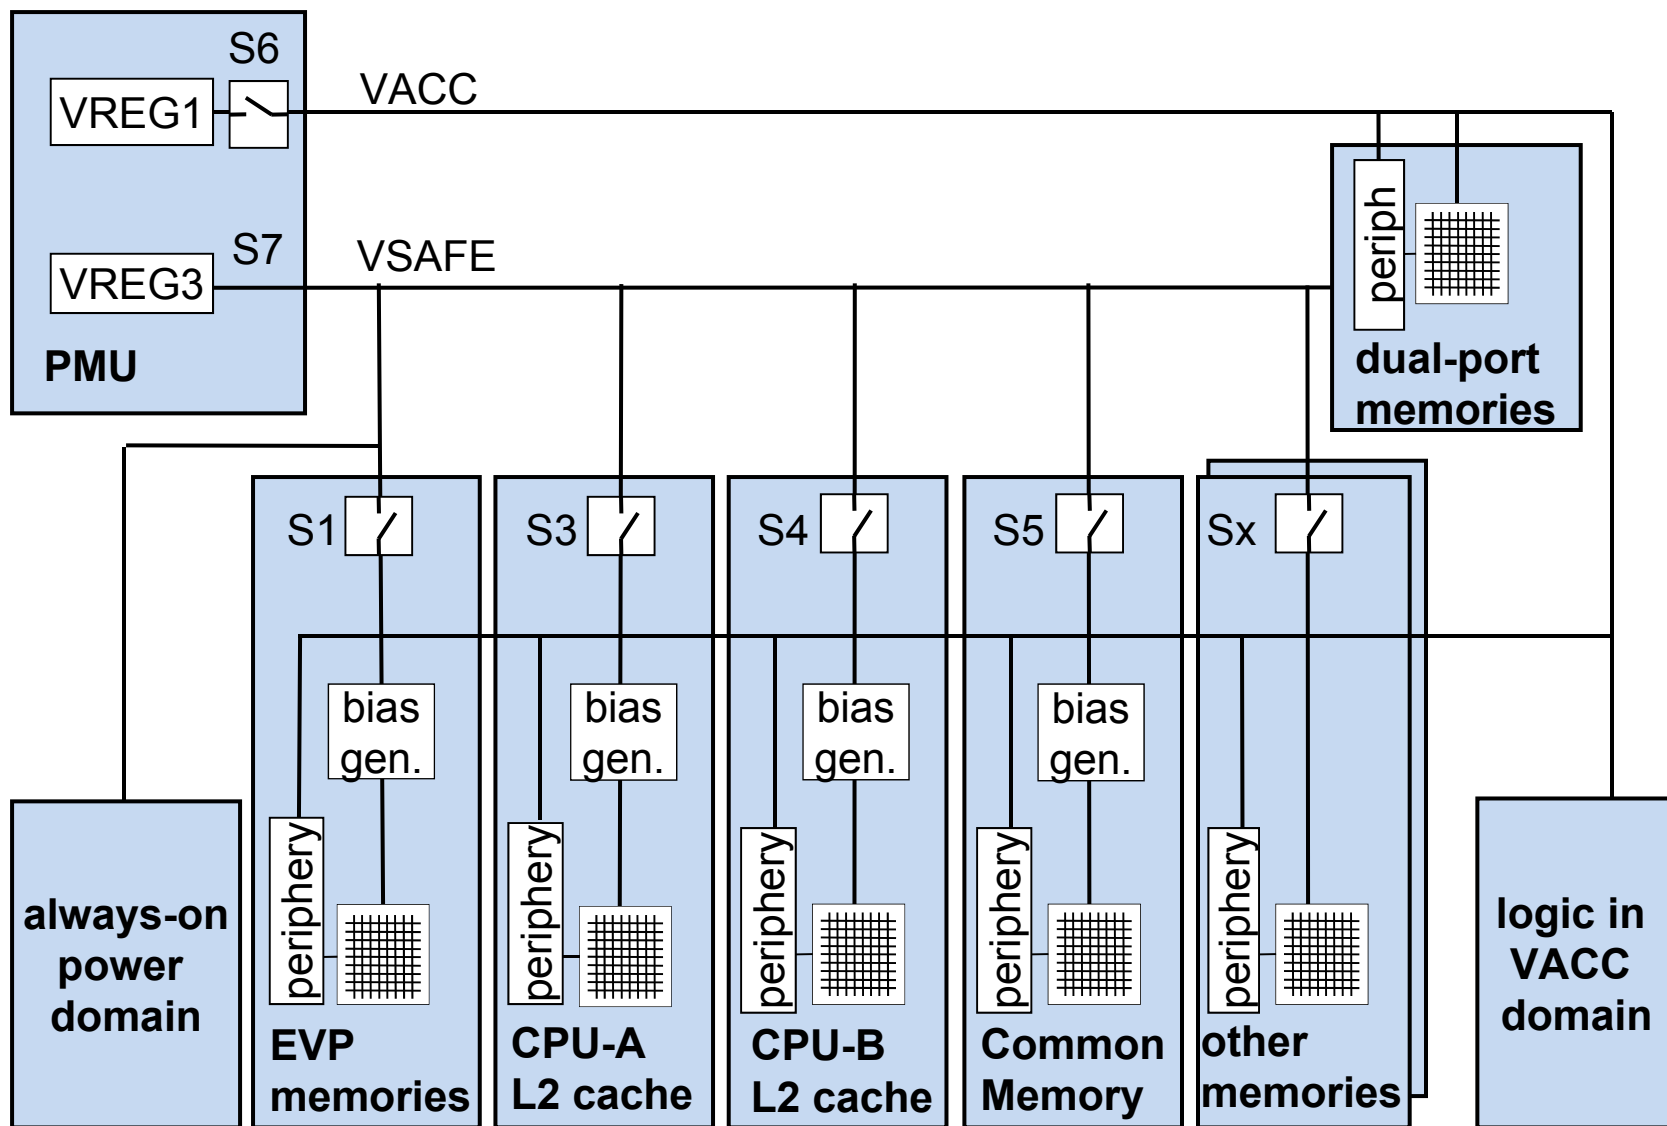 S6
VREG1
VACC
S7
VREG3
VSAFE
PMU
periph
dual-port
memories
S1
S3
S4
S5
Sx
bias
gen.
bias
gen.
bias
gen.
bias
gen.
periphery
periphery
periphery
periphery
periphery
always-on
power
domain
EVP
memories
CPU-A
L2 cache
CPU-B
L2 cache
Common
Memory
other
memories
logic in
VACC
domain